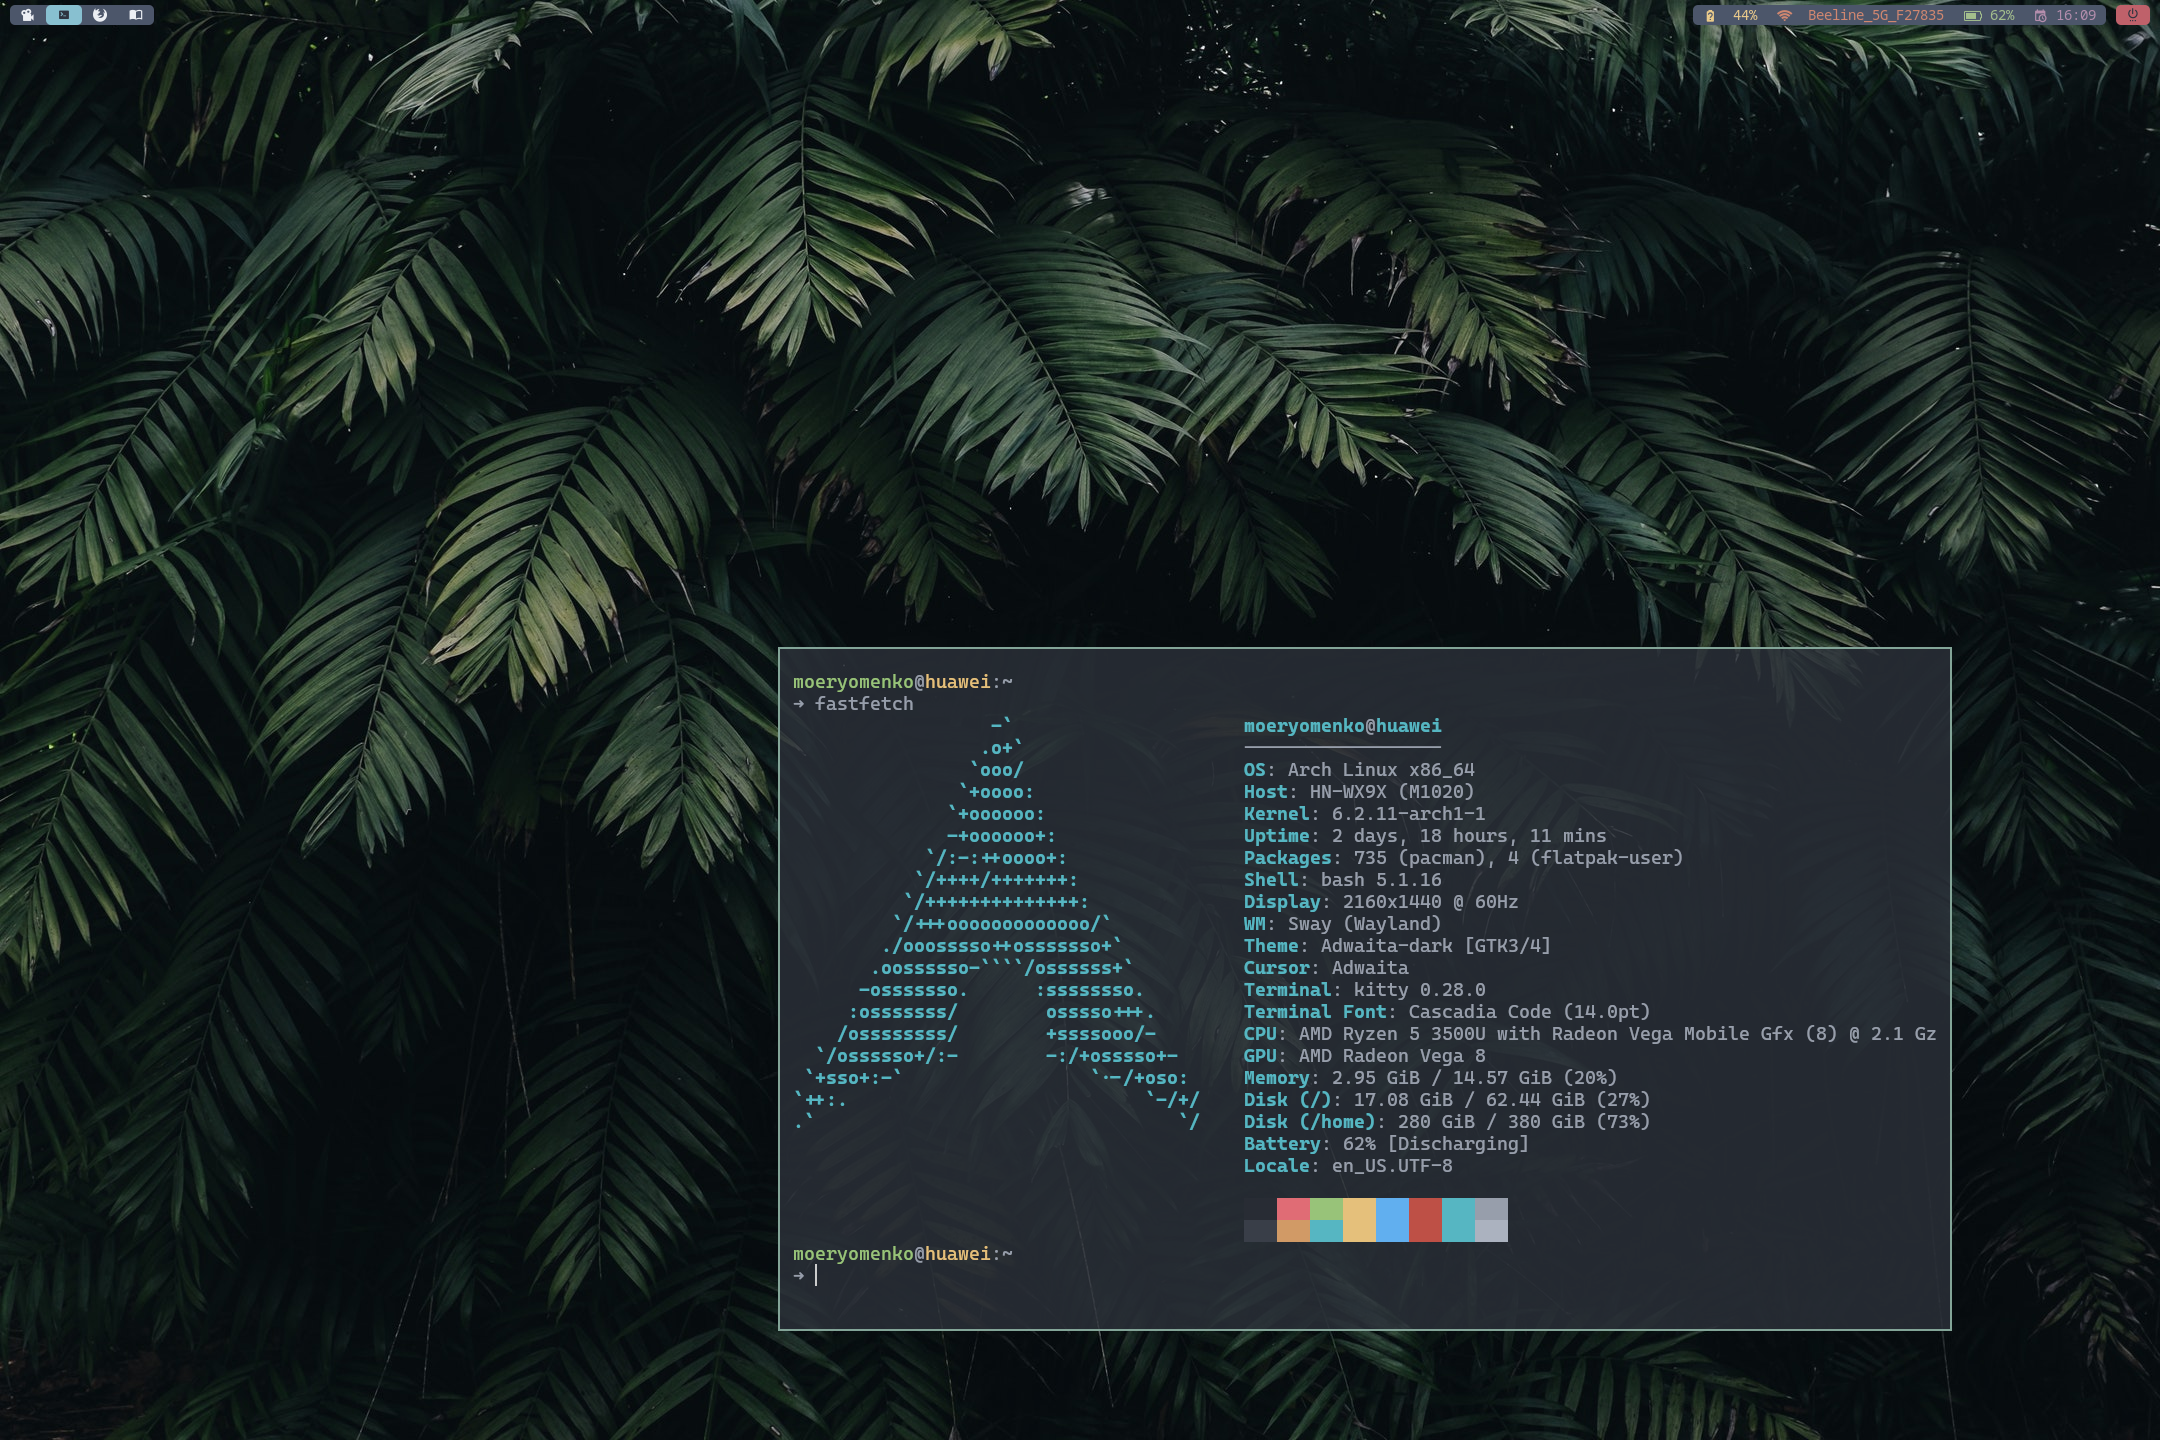 44% Beeline_5G_F27835 62% 16:09
moeryomenko@huawei:~
→ fastfetch
                  -`
                 .o+`
                `ooo/
               `+oooo:
              `+oooooo:
              -+oooooo+:
            `/:-:++oooo+:
           `/++++/+++++++:
          `/++++++++++++++:
         `/+++ooooooooooooo/`
        ./ooosssso++osssssso+`
       .oossssso-````/ossssss+`
      -osssssso.      :ssssssso.
     :osssssss/        osssso+++.
    /ossssssss/        +ssssooo/-
  `/ossssso+/:-        -:/+osssso+-
 `+sso+:-`                 `.-/+oso:
`++:.                           `-/+/
.`                                 `/
moeryomenko@huawei
------------------
OS: Arch Linux x86_64
Host: HN-WX9X (M1020)
Kernel: 6.2.11-arch1-1
Uptime: 2 days, 18 hours, 11 mins
Packages: 735 (pacman), 4 (flatpak-user)
Shell: bash 5.1.16
Display: 2160x1440 @ 60Hz
WM: Sway (Wayland)
Theme: Adwaita-dark [GTK3/4]
Cursor: Adwaita
Terminal: kitty 0.28.0
Terminal Font: Cascadia Code (14.0pt)
CPU: AMD Ryzen 5 3500U with Radeon Vega Mobile Gfx (8) @ 2.1 Gz
GPU: AMD Radeon Vega 8
Memory: 2.95 GiB / 14.57 GiB (20%)
Disk (/): 17.08 GiB / 62.44 GiB (27%)
Disk (/home): 280 GiB / 380 GiB (73%)
Battery: 62% [Discharging]
Locale: en_US.UTF-8
moeryomenko@huawei:~
→